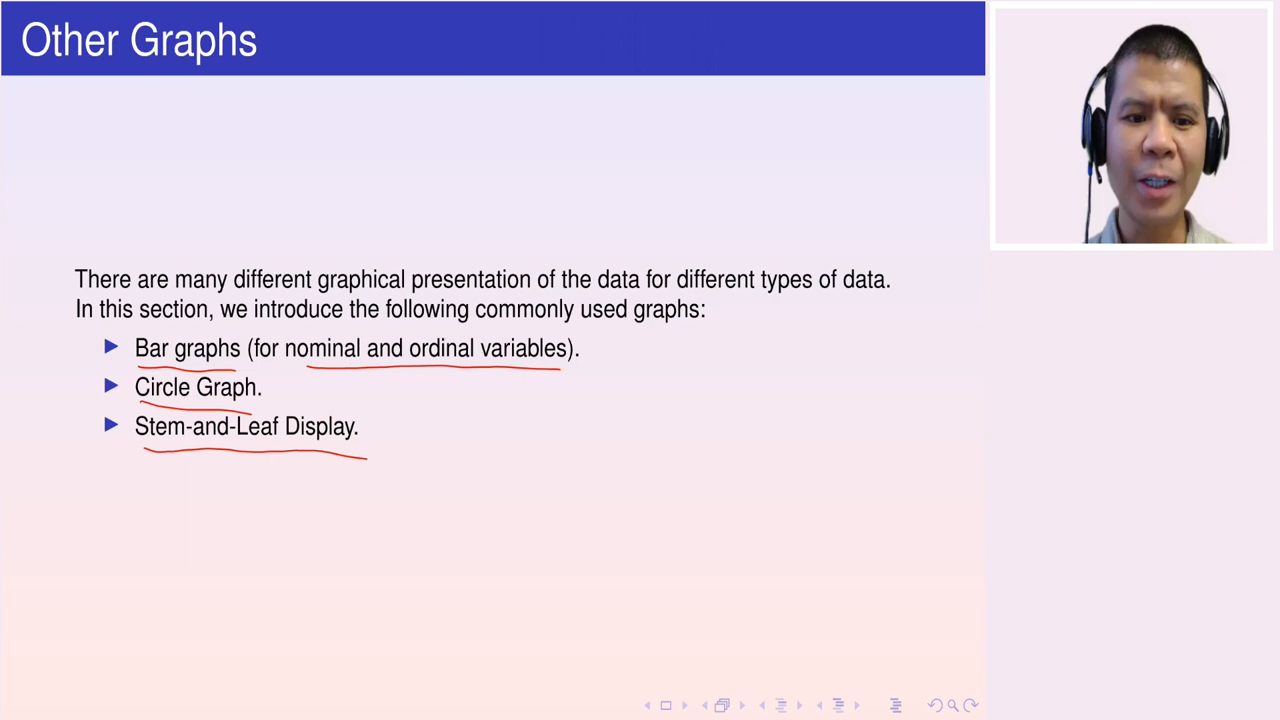 Other Graphs
There are many different graphical presentation of the data for different types of data.
In this section, we introduce the following commonly used graphs:
Bar graphs (for nominal and ordinal variables).
Circle Graph.
Stem-and-Leaf Display.